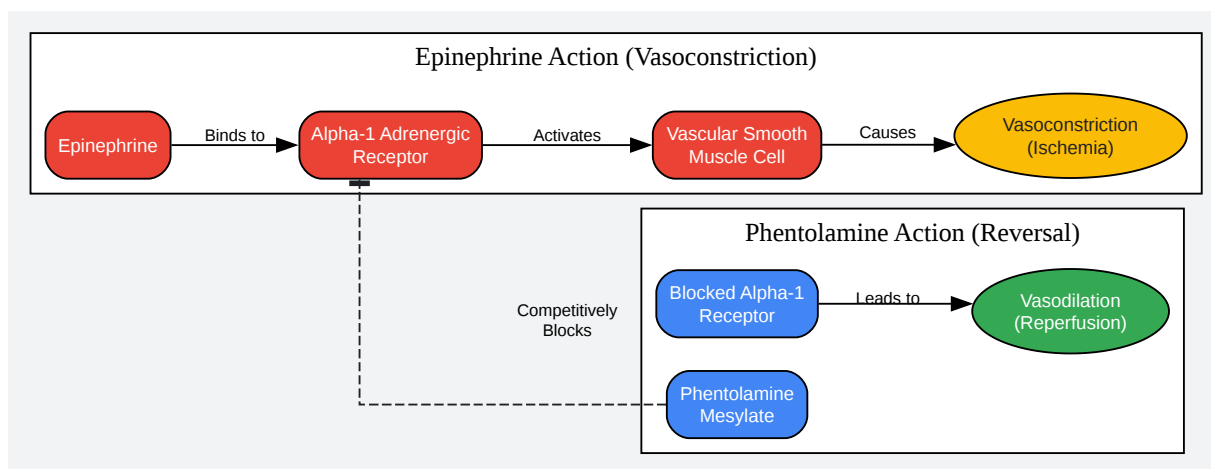 Epinephrine Action (Vasoconstriction)
Epinephrine
Binds to
Alpha-1 Adrenergic
Receptor
Activates
Vascular Smooth
Muscle Cell
Causes
Vasoconstriction
(Ischemia)
Phentolamine Action (Reversal)
Blocked Alpha-1
Receptor
Leads to
Vasodilation
(Reperfusion)
Competitively
Blocks
Phentolamine
Mesylate